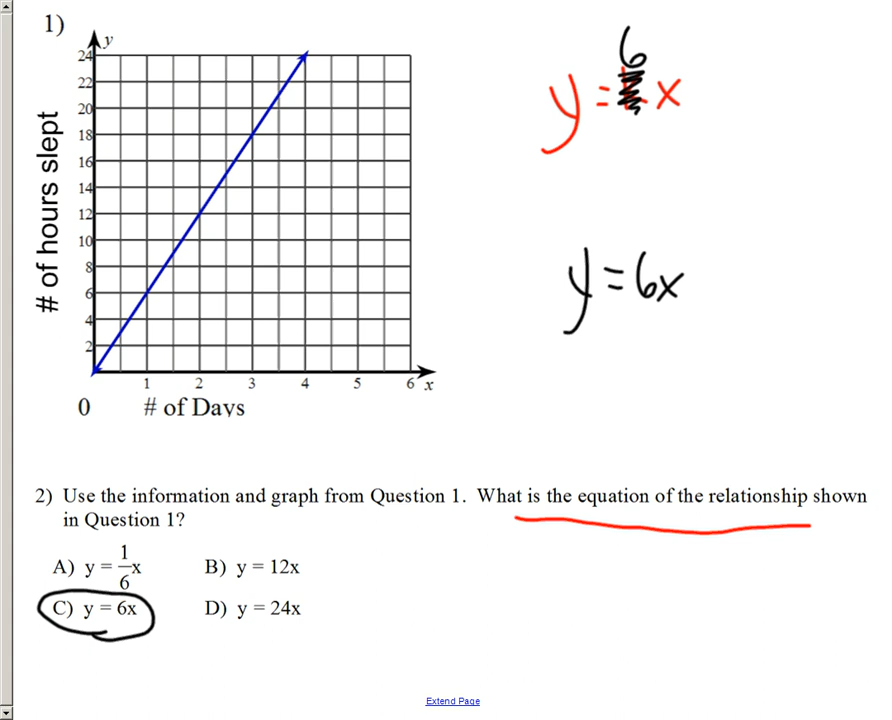 1)
y
24
22
20
18
16
14
12
10
8
6
4
2
# of hours slept
1 2 3 4 5 6 x
0 # of Days
y = 6 x
y = 6x
2) Use the information and graph from Question 1. What is the equation of the relationship shown
in Question 1?
A) y = 1/6 x B) y = 12x
C) y = 6x D) y = 24x
Extend Page